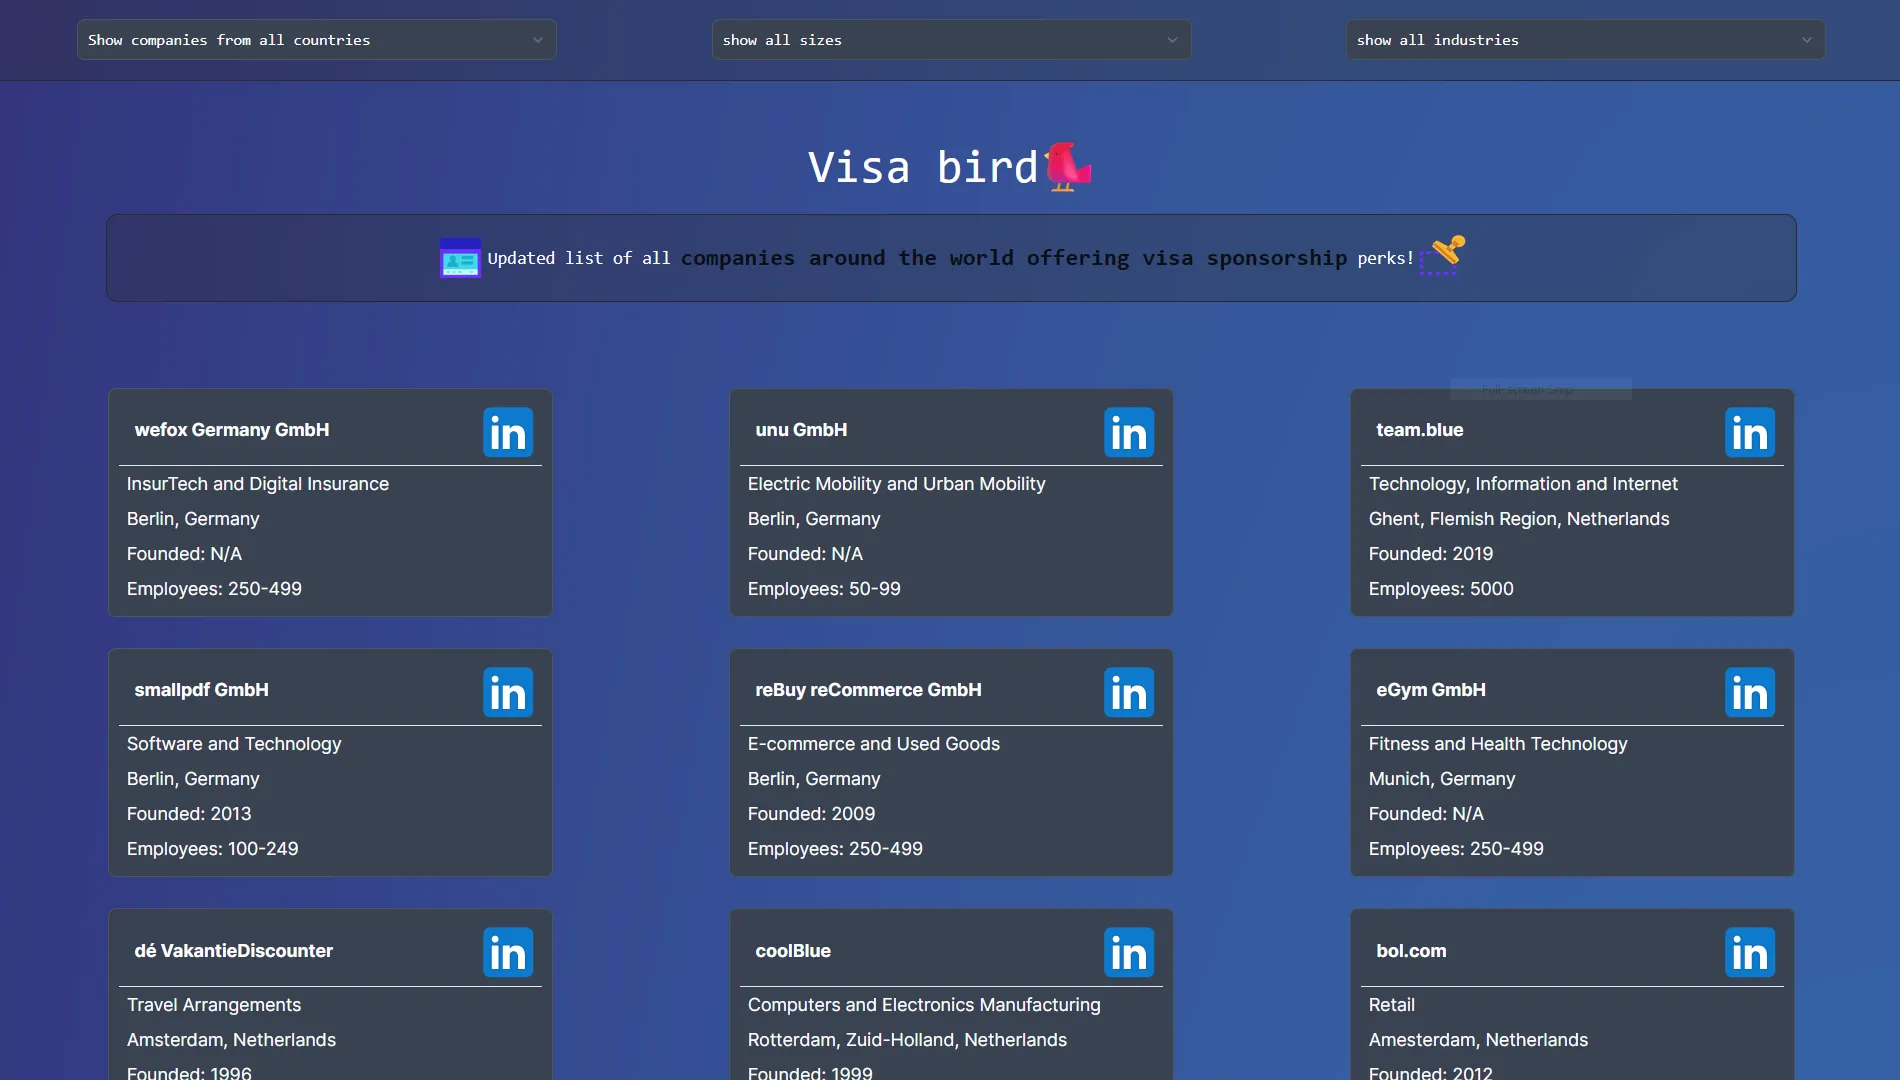 Show companies from all countries
show all sizes
show all industries
Visa bird
Updated list of all companies around the world offering visa sponsorship perks!
Full-screen Snip
wefox Germany GmbH
in
InsurTech and Digital Insurance
Berlin, Germany
Founded: N/A
Employees: 250-499
unu GmbH
in
Electric Mobility and Urban Mobility
Berlin, Germany
Founded: N/A
Employees: 50-99
team.blue
in
Technology, Information and Internet
Ghent, Flemish Region, Netherlands
Founded: 2019
Employees: 5000
smallpdf GmbH
in
Software and Technology
Berlin, Germany
Founded: 2013
Employees: 100-249
reBuy reCommerce GmbH
in
E-commerce and Used Goods
Berlin, Germany
Founded: 2009
Employees: 250-499
eGym GmbH
in
Fitness and Health Technology
Munich, Germany
Founded: N/A
Employees: 250-499
dé VakantieDiscounter
in
Travel Arrangements
Amsterdam, Netherlands
Founded: 1996
coolBlue
in
Computers and Electronics Manufacturing
Rotterdam, Zuid-Holland, Netherlands
Founded: 1999
bol.com
in
Retail
Amesterdam, Netherlands
Founded: 2012